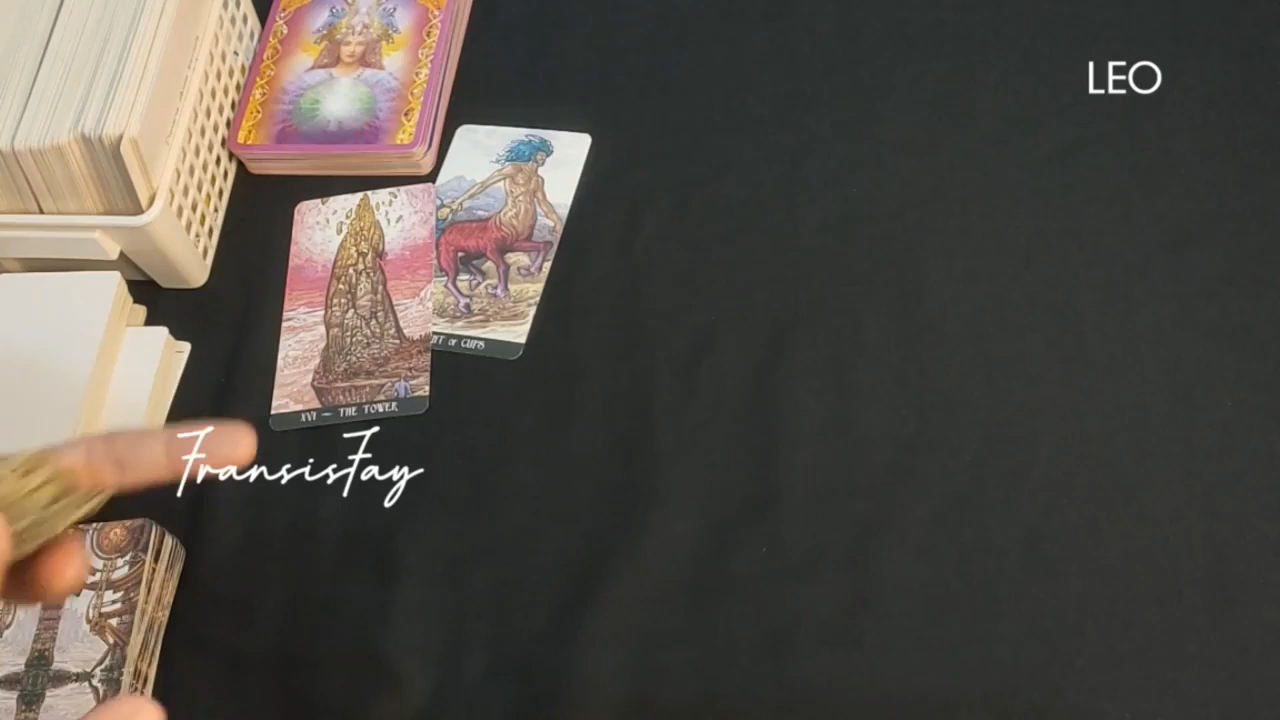 LEO
XVI — THE TOWER
OF CUPS
FransisFay